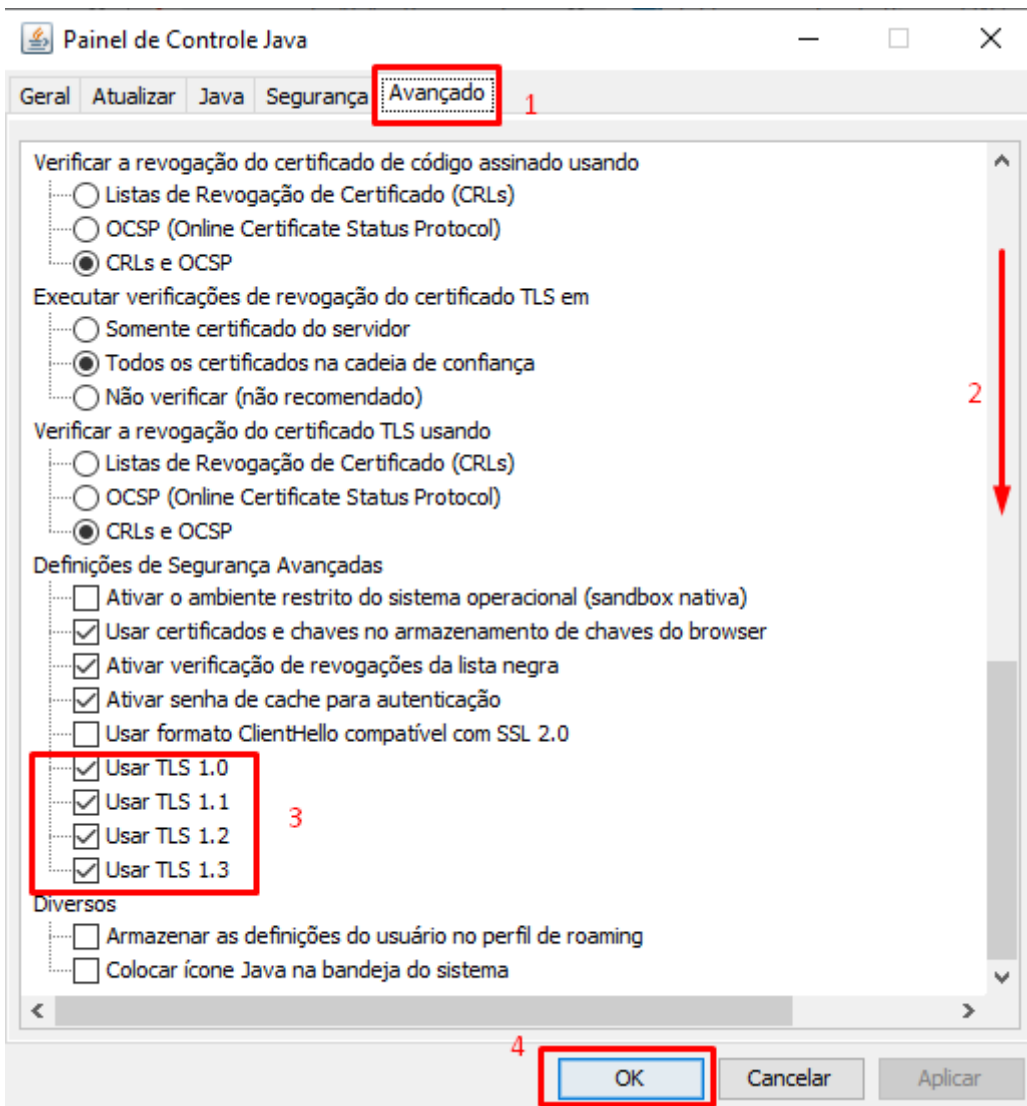 Painel de Controle Java
Geral Atualizar Java Segurança Avançado 1
Verificar a revogação do certificado de código assinado usando
Listas de Revogação de Certificado (CRLs)
OCSP (Online Certificate Status Protocol)
CRLs e OCSP
Executar verificações de revogação do certificado TLS em
Somente certificado do servidor
Todos os certificados na cadeia de confiança
Não verificar (não recomendado)
2
Verificar a revogação do certificado TLS usando
Listas de Revogação de Certificado (CRLs)
OCSP (Online Certificate Status Protocol)
CRLs e OCSP
Definições de Segurança Avançadas
Ativar o ambiente restrito do sistema operacional (sandbox nativa)
Usar certificados e chaves no armazenamento de chaves do browser
Ativar verificação de revogações da lista negra
Ativar senha de cache para autenticação
Usar formato ClientHello compatível com SSL 2.0
Usar TLS 1.0
Usar TLS 1.1
3
Usar TLS 1.2
Usar TLS 1.3
Diversos
Armazenar as definições do usuário no perfil de roaming
Colocar ícone Java na bandeja do sistema
4
OK Cancelar Aplicar